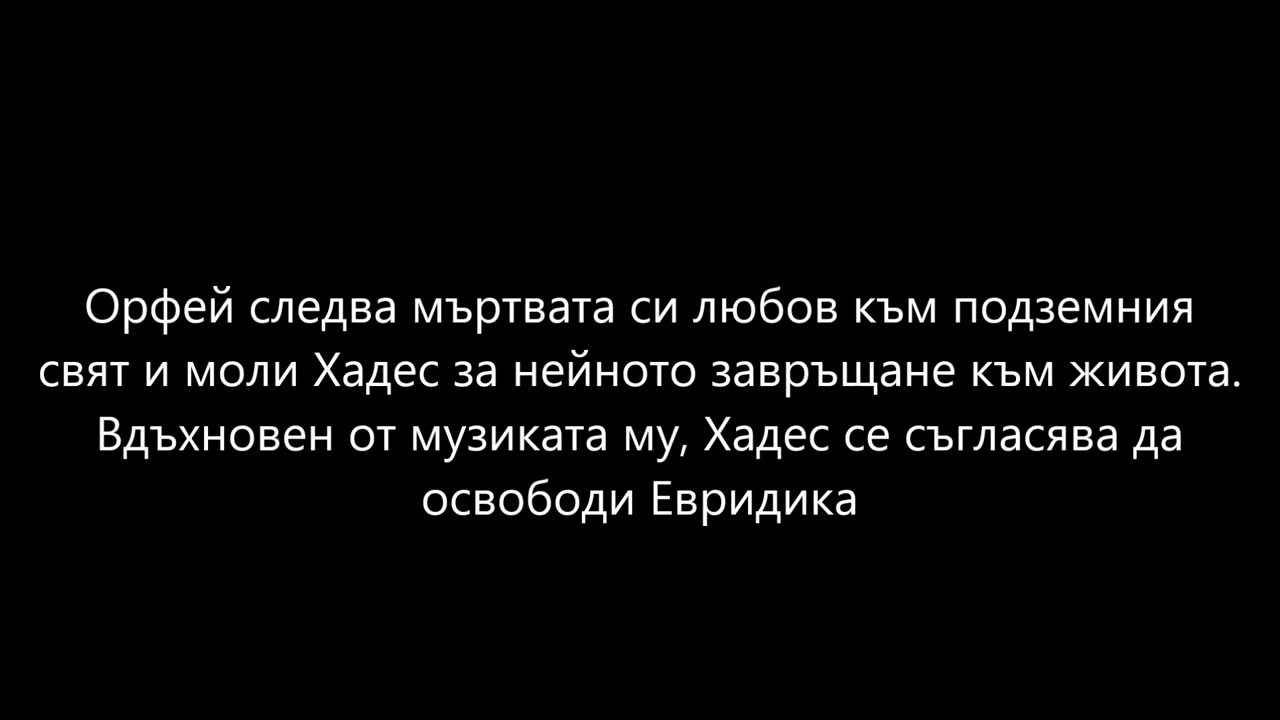 Орфей следва мъртвата си любов към подземния
свят и моли Хадес за нейното завръщане към живота.
Вдъхновен от музиката му, Хадес се съгласява да
освободи Евридика